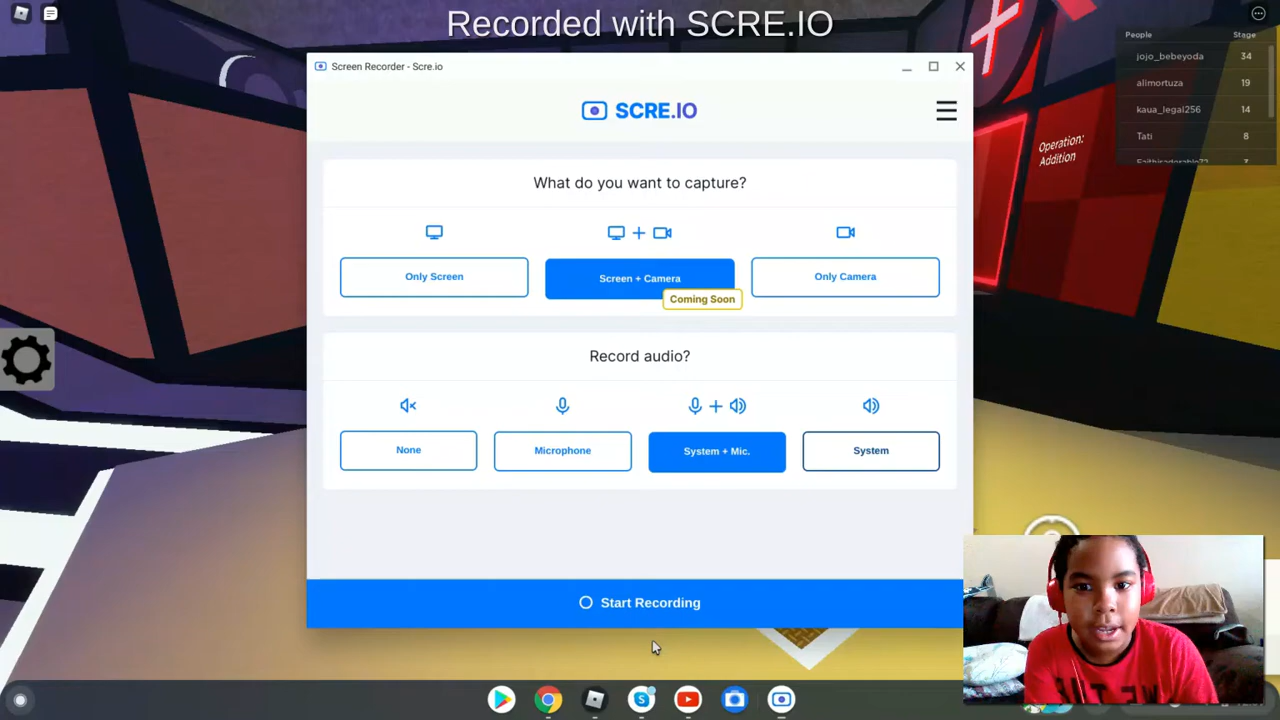 Recorded with SCRE.IO
Screen Recorder - Scre.io
SCRE.IO
What do you want to capture?
Only Screen
Screen + Camera
Only Camera
Coming Soon
Record audio?
None
Microphone
System + Mic.
System
Start Recording
People Stage
jojo_bebeyoda 34
alimortuza 19
kaua_legal256 14
Tati 8
Operation:
Addition